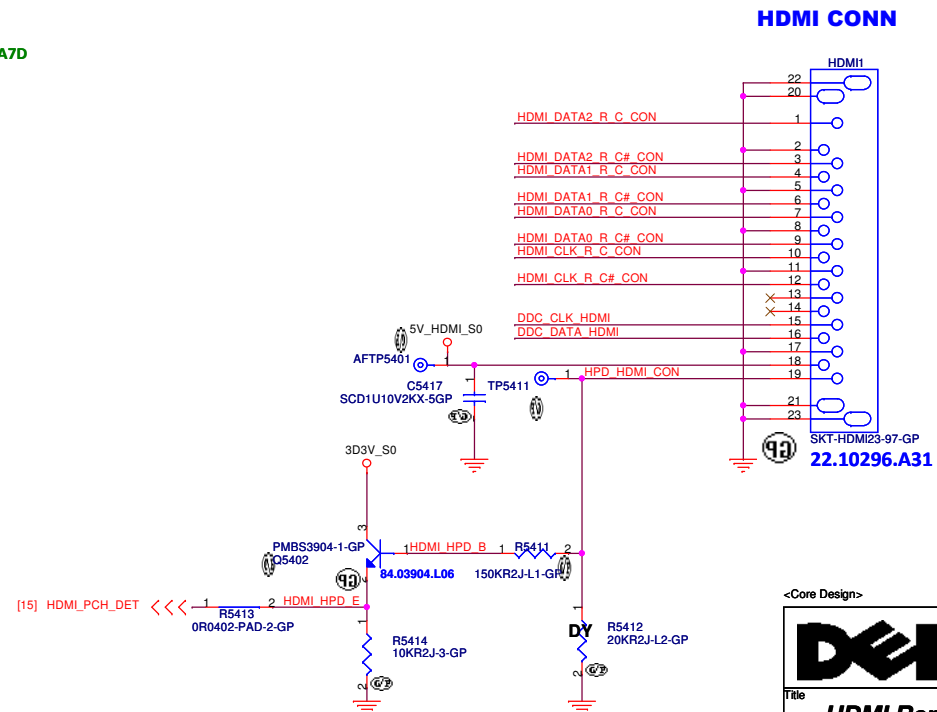 HDMI CONN
A7D
HDMI1
22
20
HDMI_DATA2_R_C_CON 1
2
HDMI_DATA2_R_C#_CON 3
HDMI_DATA1_R_C_CON 4
5
HDMI_DATA1_R_C#_CON 6
HDMI_DATA0_R_C_CON 7
8
HDMI_DATA0_R_C#_CON 9
HDMI_CLK_R_C_CON 10
11
HDMI_CLK_R_C#_CON 12
13
14
DDC_CLK_HDMI 15
DDC_DATA_HDMI 16
5V_HDMI_S0
17
AFTP5401 1 18
1 TP5411 1 HPD_HDMI_CON 19
C5417
SCD1U10V2KX-5GP
21
23
SKT-HDMI23-97-GP
22.10296.A31
3D3V_S0
3
PMBS3904-1-GP 1 HDMI_HPD_B 1 R5411 2
Q5402
84.03904.L06 150KR2J-L1-GP
[15] HDMI_PCH_DET 1 2 HDMI_HPD_E
R5413
0R0402-PAD-2-GP
1
R5414
10KR2J-3-GP
2
1
DY R5412
20KR2J-L2-GP
2
<Core Design>
Title